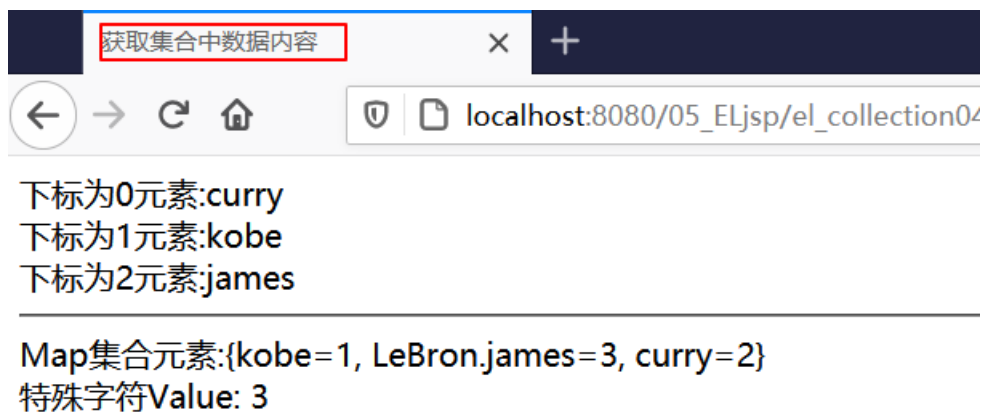 获取集合中数据内容
localhost:8080/05_ELjsp/el_collection04
下标为0元素:curry
下标为1元素:kobe
下标为2元素:james
Map集合元素:{kobe=1, LeBron.james=3, curry=2}
特殊字符Value: 3